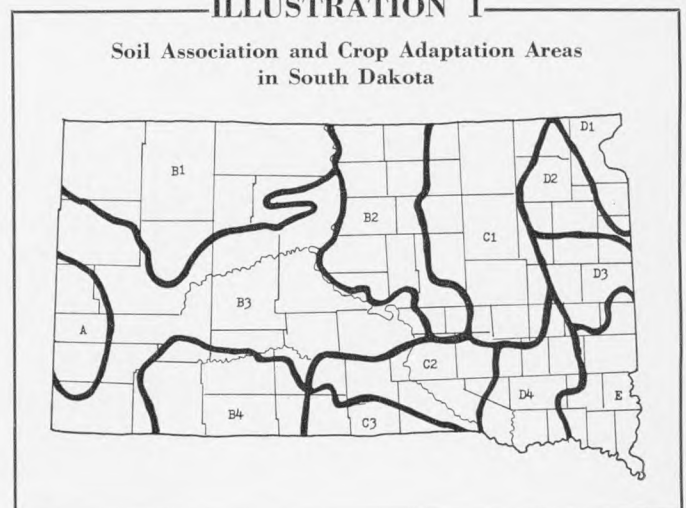 ILLUSTRATION 1
Soil Association and Crop Adaptation Areas
in South Dakota
D1
B1
D2
B2
C1
D3
B3
A
C2
D4
E
B4
C3